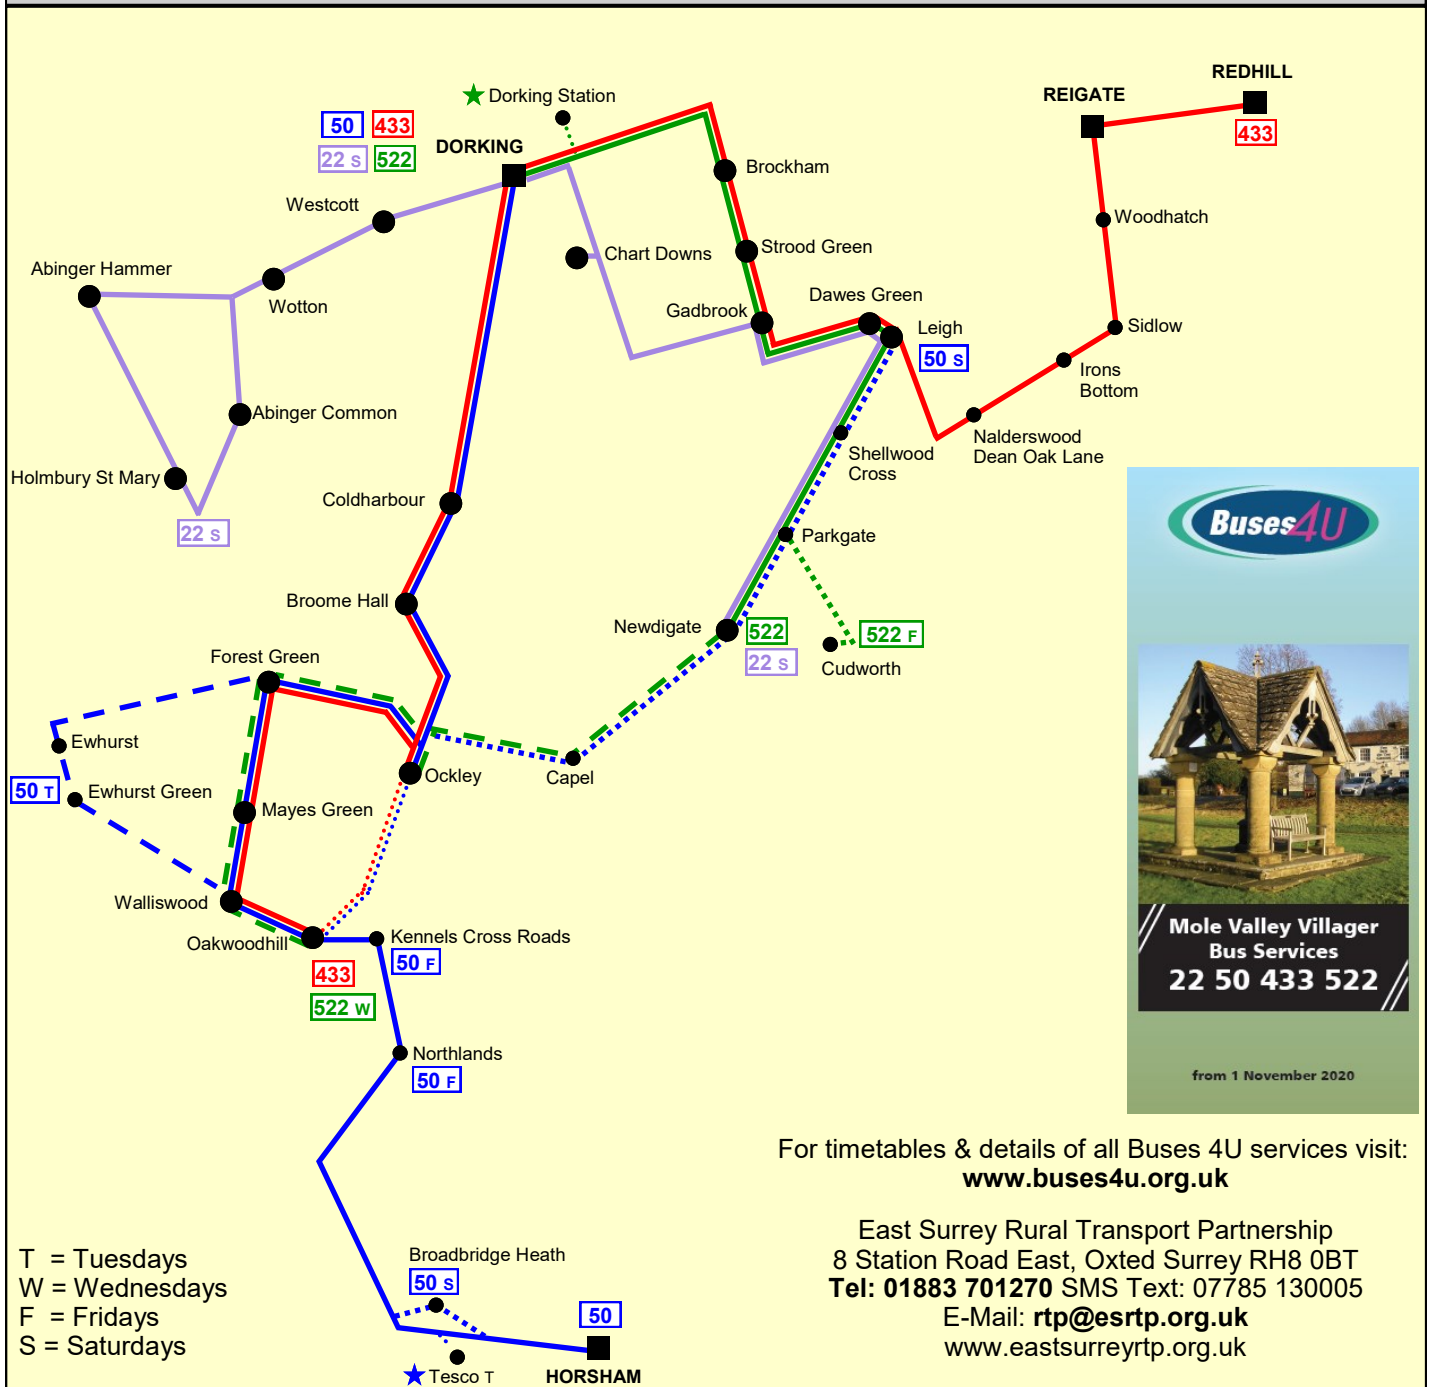 REDHILL
REIGATE
433
Dorking Station
50 433
22 S 522
DORKING
Brockham
Westcott
Woodhatch
Chart Downs
Strood Green
Abinger Hammer
Wotton
Dawes Green
Gadbrook
Leigh
50 S
Sidlow
Irons
Bottom
Abinger Common
Nalderswood
Dean Oak Lane
Shellwood
Cross
Holmbury St Mary
22 S
Coldharbour
Parkgate
Broome Hall
Newdigate
522
22 S
522 F
Cudworth
Forest Green
Ewhurst
50 T
Ewhurst Green
Ockley
Capel
Mayes Green
Walliswood
Oakwoodhill
433
522 W
Kennels Cross Roads
50 F
Northlands
50 F
Broadbridge Heath
50 S
50
Tesco T
HORSHAM
T = Tuesdays
W = Wednesdays
F = Fridays
S = Saturdays
Buses4U
Mole Valley Villager
Bus Services
22 50 433 522
from 1 November 2020
For timetables & details of all Buses 4U services visit:
www.buses4u.org.uk
East Surrey Rural Transport Partnership
8 Station Road East, Oxted Surrey RH8 0BT
Tel: 01883 701270 SMS Text: 07785 130005
E-Mail: rtp@esrtp.org.uk
www.eastsurreyrtp.org.uk